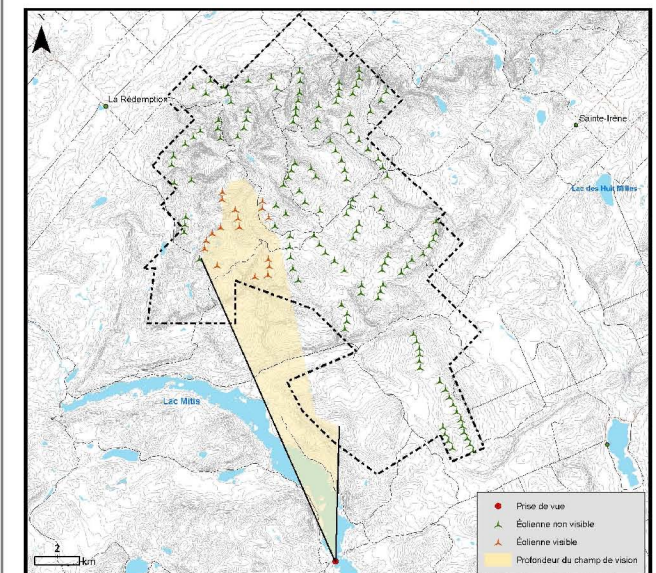 La Rédemption
Sainte-Irène
Lac des Huit Milles
Lac Mitis
2
km
Prise de vue
Éolienne non visible
Éolienne visible
Profondeur du champ de vision